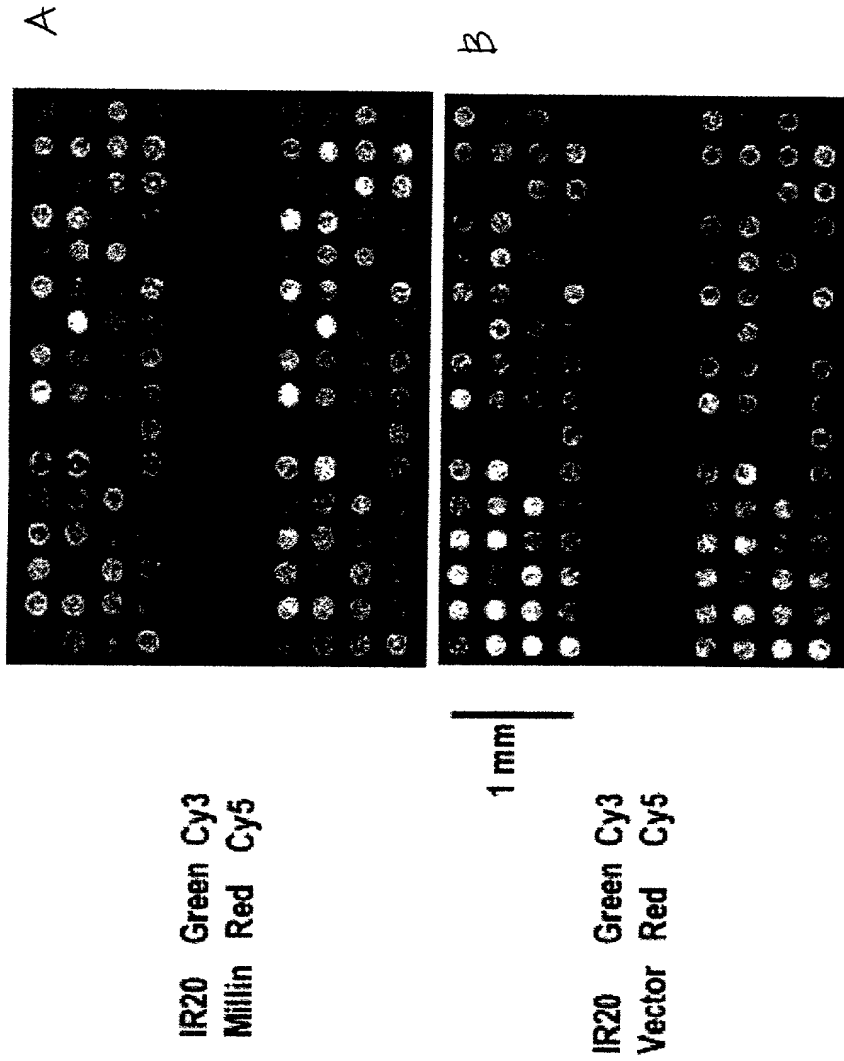 A
IR20 Green Cy3
Millin Red Cy5
1 mm
B
IR20 Green Cy3
Vector Red Cy5